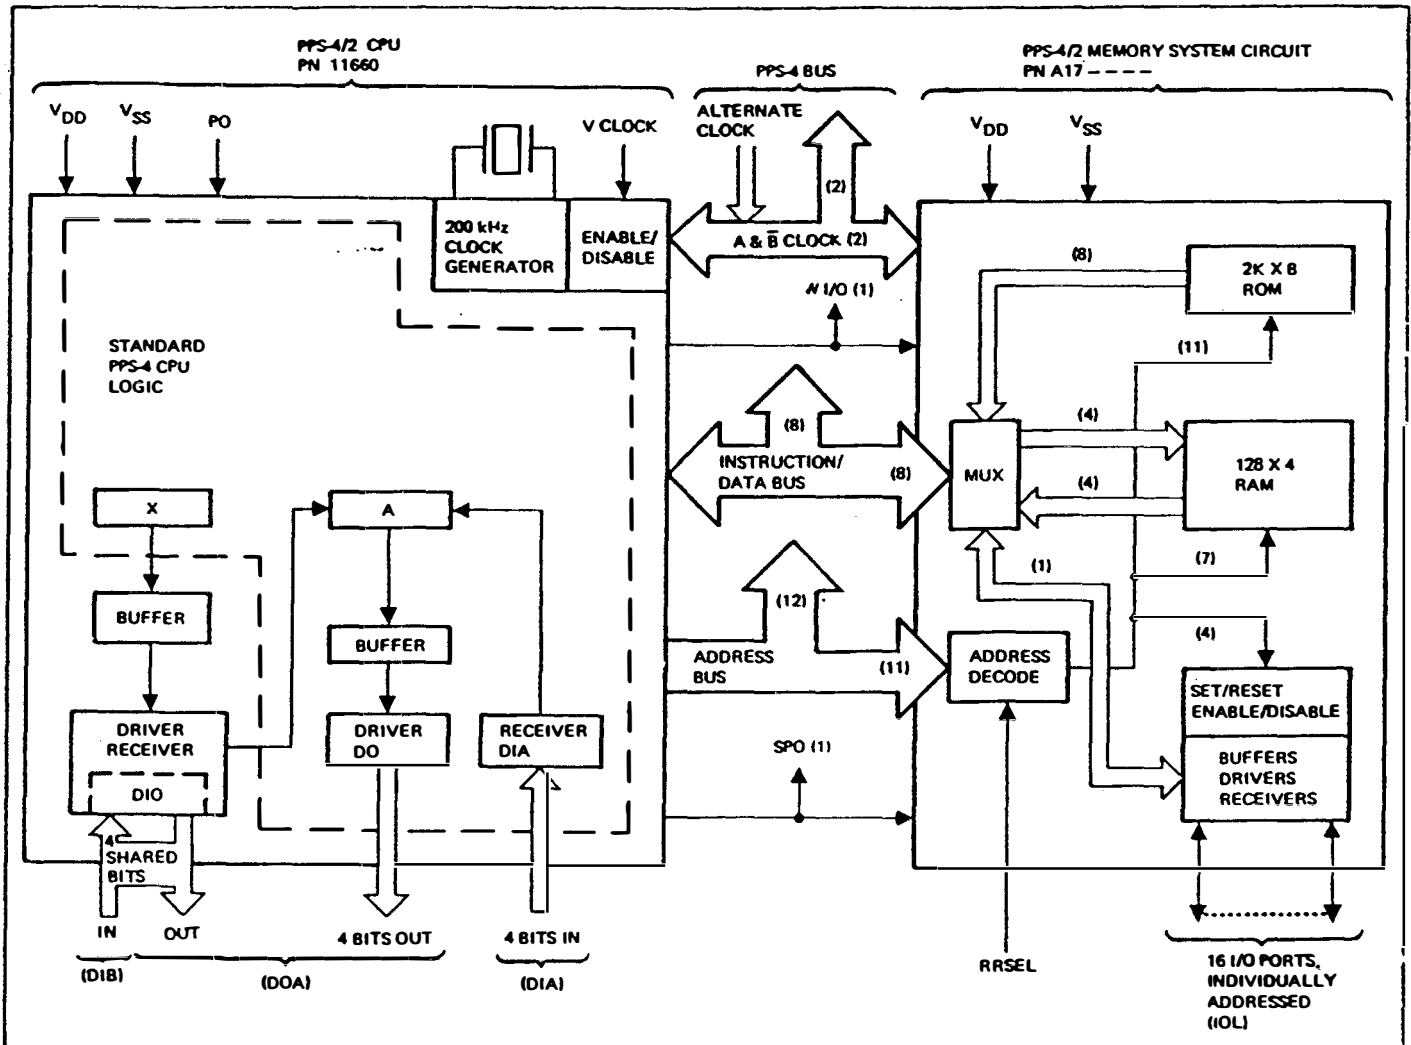 PPS-4/2 CPU
PN 11660
PPS-4 BUS
PPS-4/2 MEMORY SYSTEM CIRCUIT
PN A17 – – – –
VDD
VSS
PO
V CLOCK
ALTERNATE
CLOCK
VDD
VSS
(2)
200 kHz
CLOCK
GENERATOR
ENABLE/
DISABLE
A & B̅ CLOCK (2)
(8)
2K X 8
ROM
W I/O (1)
STANDARD
PPS-4 CPU
LOGIC
(11)
(8)
INSTRUCTION/
DATA BUS
(8)
MUX
(4)
(4)
128 X 4
RAM
X
A
(1)
(7)
(12)
BUFFER
BUFFER
ADDRESS
BUS
(11)
ADDRESS
DECODE
(4)
SET/RESET
ENABLE/DISABLE
DRIVER
RECEIVER
DIO
DRIVER
DO
RECEIVER
DIA
SPO (1)
BUFFERS
DRIVERS
RECEIVERS
4
SHARED
BITS
IN
OUT
4 BITS OUT
4 BITS IN
(DIB)
(DOA)
(DIA)
RRSEL
16 I/O PORTS,
INDIVIDUALLY
ADDRESSED
(IOL)